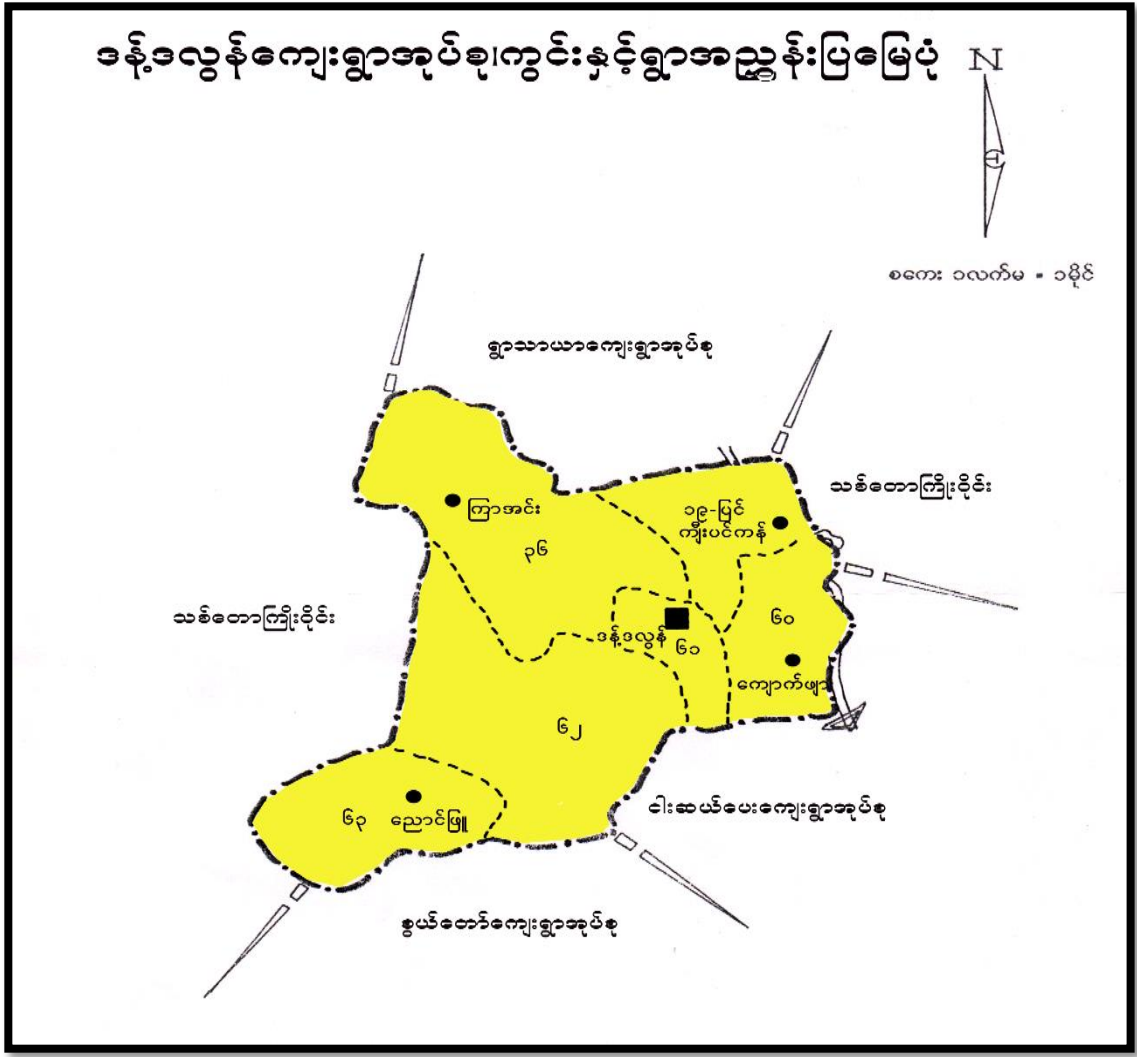 ဒန့်ဒလွန်ကျေးရွာအုပ်စု၊ကွင်းနှင့်ရွာအညွှန်းပြမြေပုံ
N
စကေး ၁လက်မ = ၁မိုင်
ရွာသာယာကျေးရွာအုပ်စု
သစ်တောကြိုးဝိုင်း
၁၉-ပြင်
ကျီးပင်ကန်
ကြာအင်း
၃၆
သစ်တောကြိုးဝိုင်း
၆၀
ဒန့်ဒလွန်
၆၁
ကျောက်ဖျာ
၆၂
ငါးဆယ်ပေးကျေးရွာအုပ်စု
၆၃
ညောင်ဖြူ
စွယ်တော်ကျေးရွာအုပ်စု